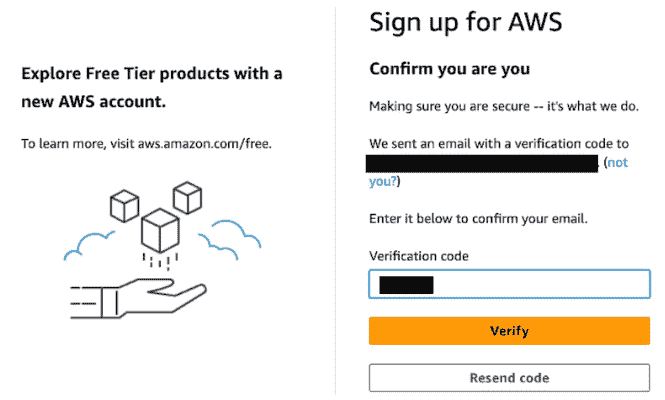 Explore Free Tier products with a
new AWS account.
To learn more, visit aws.amazon.com/free.
Sign up for AWS
Confirm you are you
Making sure you are secure -- it's what we do.
We sent an email with a verification code to
. (not
you?)
Enter it below to confirm your email.
Verification code
Verify
Resend code